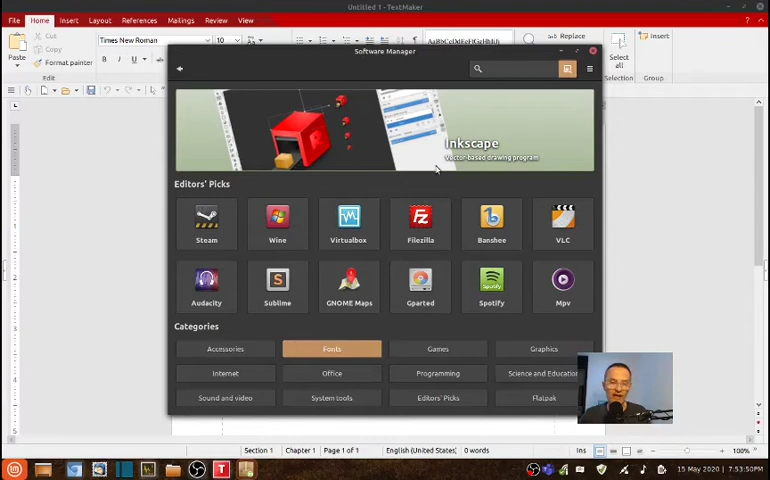 Untitled 1 - TextMaker
File Home Insert Layout References Mailings Review View
Cut
Copy
Paste Format painter
Edit
Times New Roman 10
B I U
AaBbCcDdEeFfGgHhIiJj
Replace
Select all
Selection
Insert
Group
Software Manager
Inkscape
Vector-based drawing program
Editors' Picks
Steam Wine Virtualbox Filezilla Banshee VLC
Audacity Sublime GNOME Maps Gparted Spotify Mpv
Categories
Accessories Fonts Games Graphics
Internet Office Programming Science and Education
Sound and video System tools Editors' Picks Flatpak
Section 1 Chapter 1 Page 1 of 1 English (United States) 0 words Ins 100%
15 May 2020 | 7:53:50PM